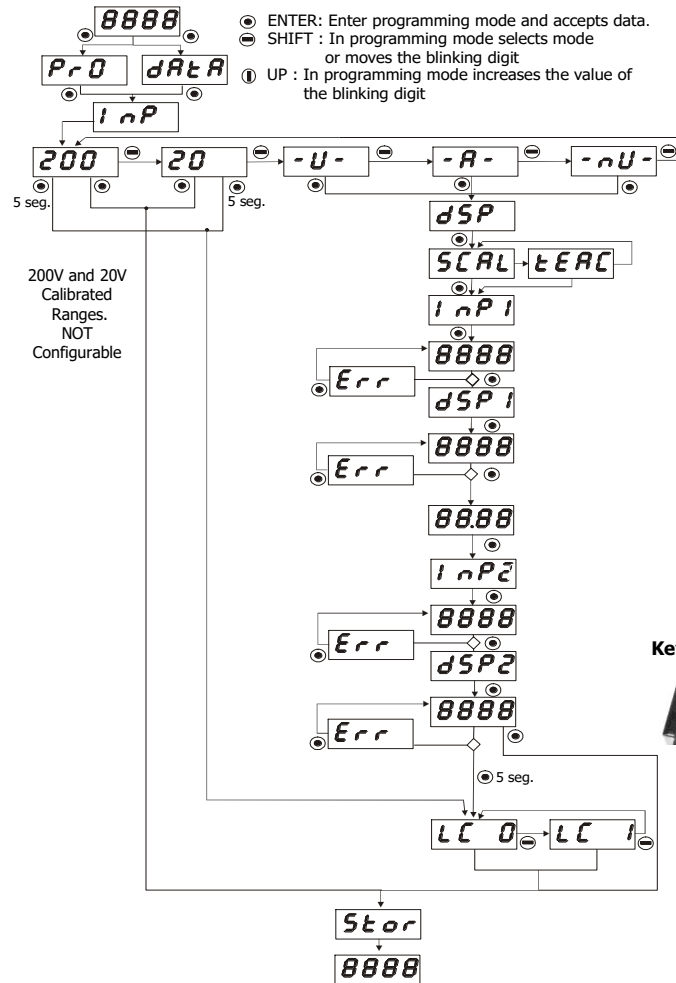 8888
ENTER: Enter programming mode and accepts data.
SHIFT : In programming mode selects mode
or moves the blinking digit
UP : In programming mode increases the value of
the blinking digit
Pr0 dAtA
InP
200 20 -U- -A- -nU-
5 seg. 5 seg.
dSP
SCAL tEAC
200V and 20V
Calibrated
Ranges.
NOT
Configurable
InP1
8888
Err
dSP1
8888
Err
88.88
InP2
8888
Err
dSP2
8888
Err
5 seg.
LC 0 LC 1
Stor
8888